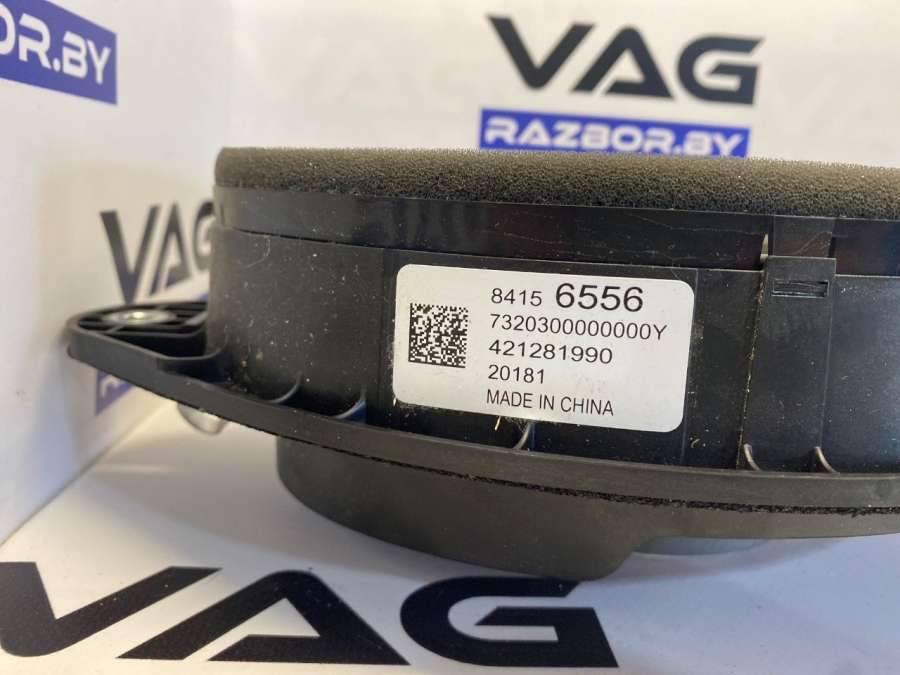 OR.BY
VAG
RAZBOR.BY
VAG
8415 6556
7320300000000Y
421281990
20181
MADE IN CHINA
VAG